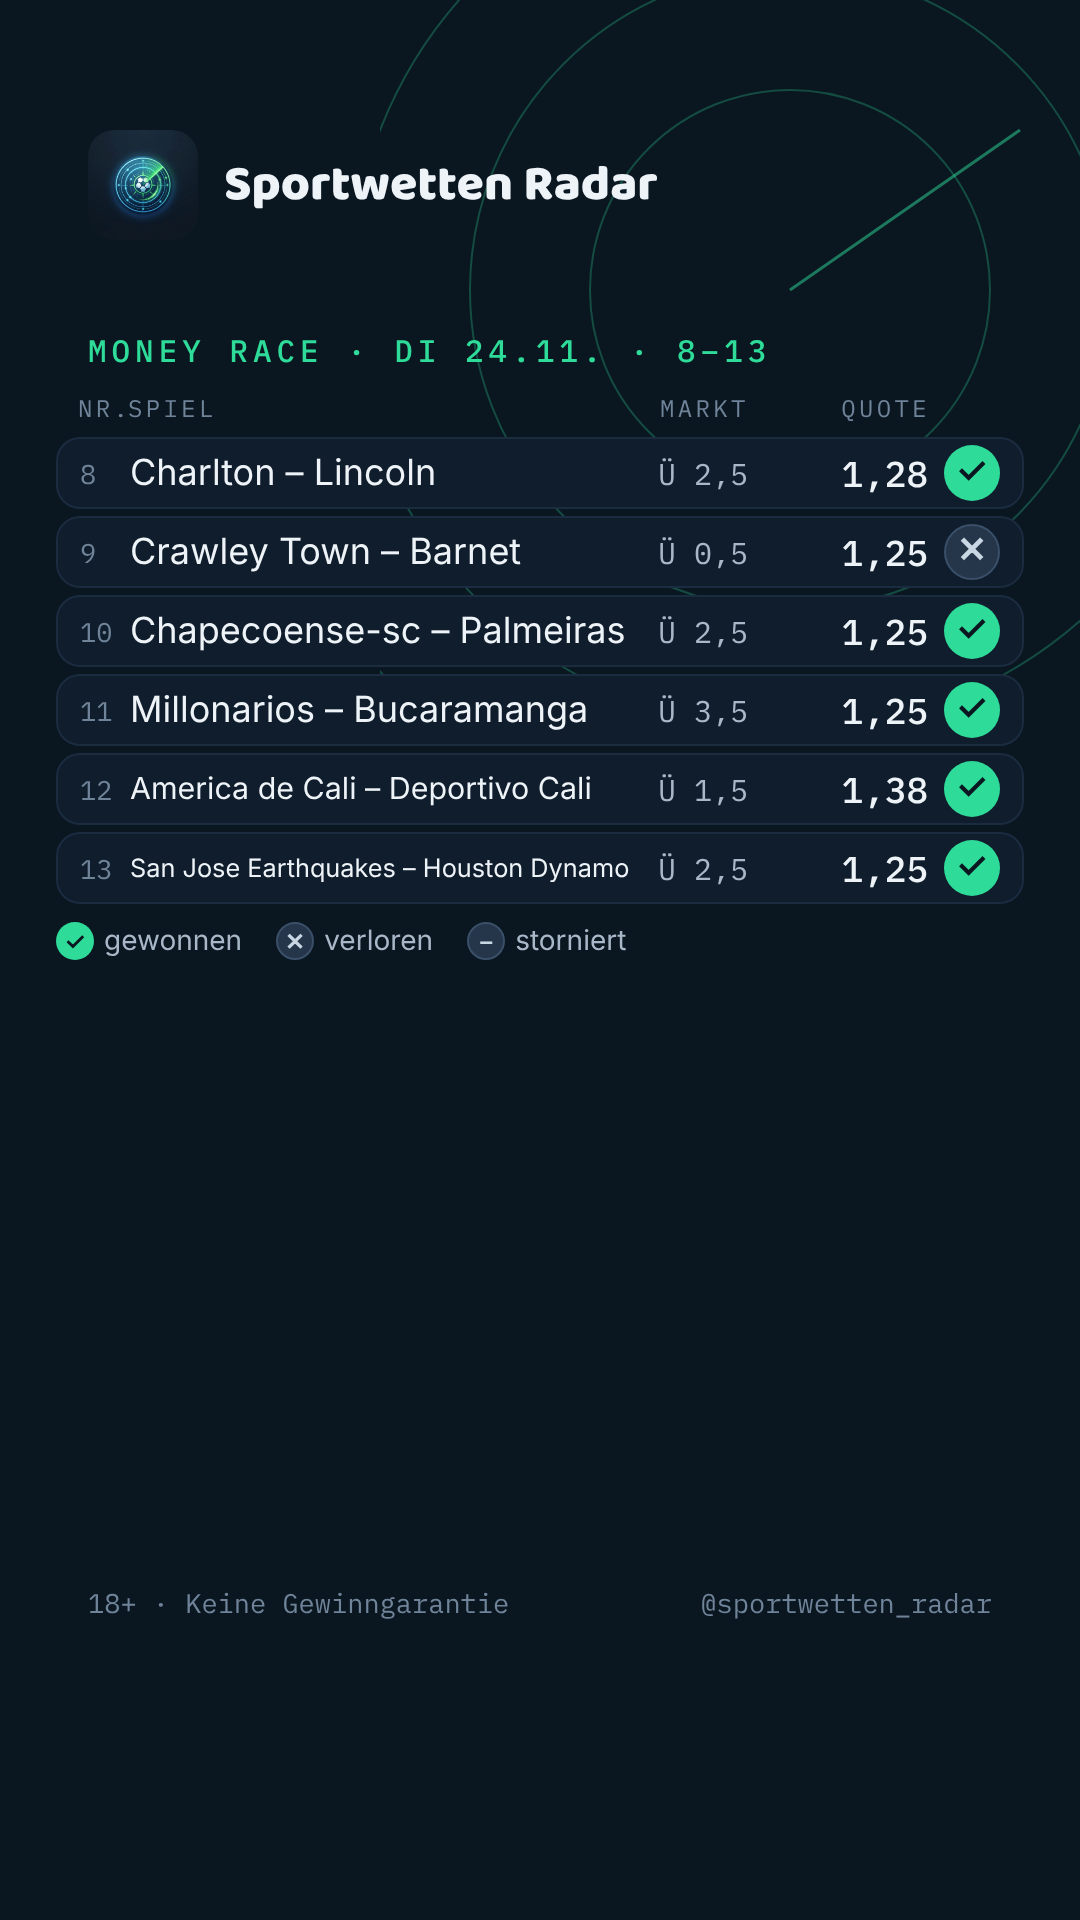 Sportwetten Radar
MONEY RACE · DI 24.11. · 8–13
NR. SPIEL MARKT QUOTE
8 Charlton – Lincoln Ü 2,5 1,28
9 Crawley Town – Barnet Ü 0,5 1,25
10 Chapecoense-sc – Palmeiras Ü 2,5 1,25
11 Millonarios – Bucaramanga Ü 3,5 1,25
12 America de Cali – Deportivo Cali Ü 1,5 1,38
13 San Jose Earthquakes – Houston Dynamo Ü 2,5 1,25
gewonnen verloren storniert
18+ · Keine Gewinngarantie @sportwetten_radar